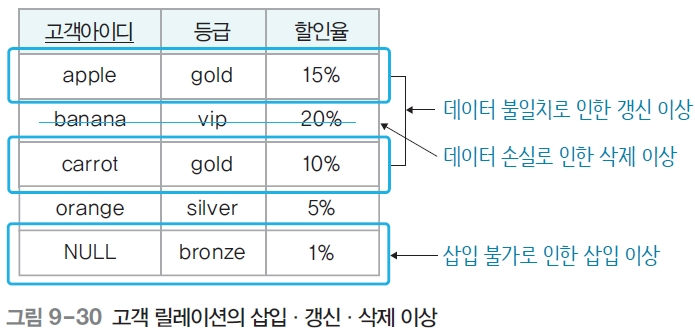 고객아이디 등급 할인율
apple gold 15%
데이터 불일치로 인한 갱신 이상
banana vip 20%
데이터 손실로 인한 삭제 이상
carrot gold 10%
orange silver 5%
NULL bronze 1%
삽입 불가로 인한 삽입 이상
그림 9-30 고객 릴레이션의 삽입 · 갱신 · 삭제 이상